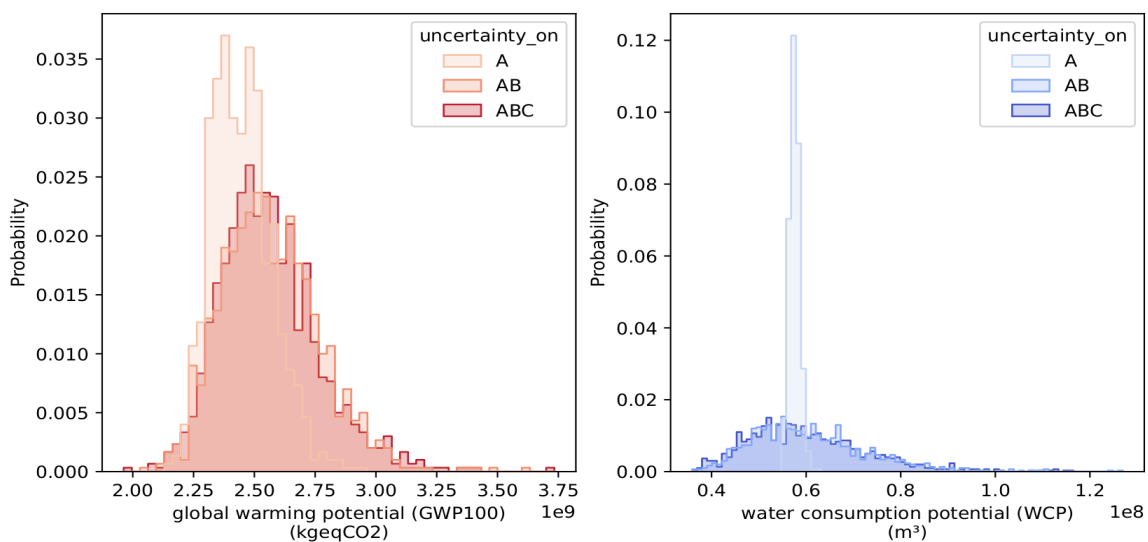 uncertainty_on
A
AB
ABC
Probability
0.035
0.030
0.025
0.020
0.015
0.010
0.005
0.000
2.00 2.25 2.50 2.75 3.00 3.25 3.50 3.75
1e9
global warming potential (GWP100)
(kgeqCO2)
uncertainty_on
A
AB
ABC
Probability
0.12
0.10
0.08
0.06
0.04
0.02
0.00
0.4 0.6 0.8 1.0 1.2
1e8
water consumption potential (WCP)
(m³)